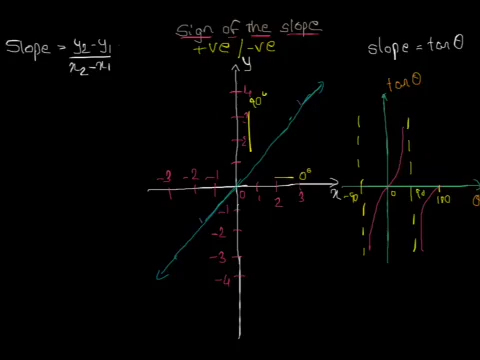 Sign of the slope
+ve / -ve
Slope = y₂-y₁ / x₂-x₁
slope = tanθ
y
4
90°
3
2
-3 -2 -1 0 1 2 3 x
0°
1
-1
-2
-3
-4
tanθ
-90 0 90 180 θ